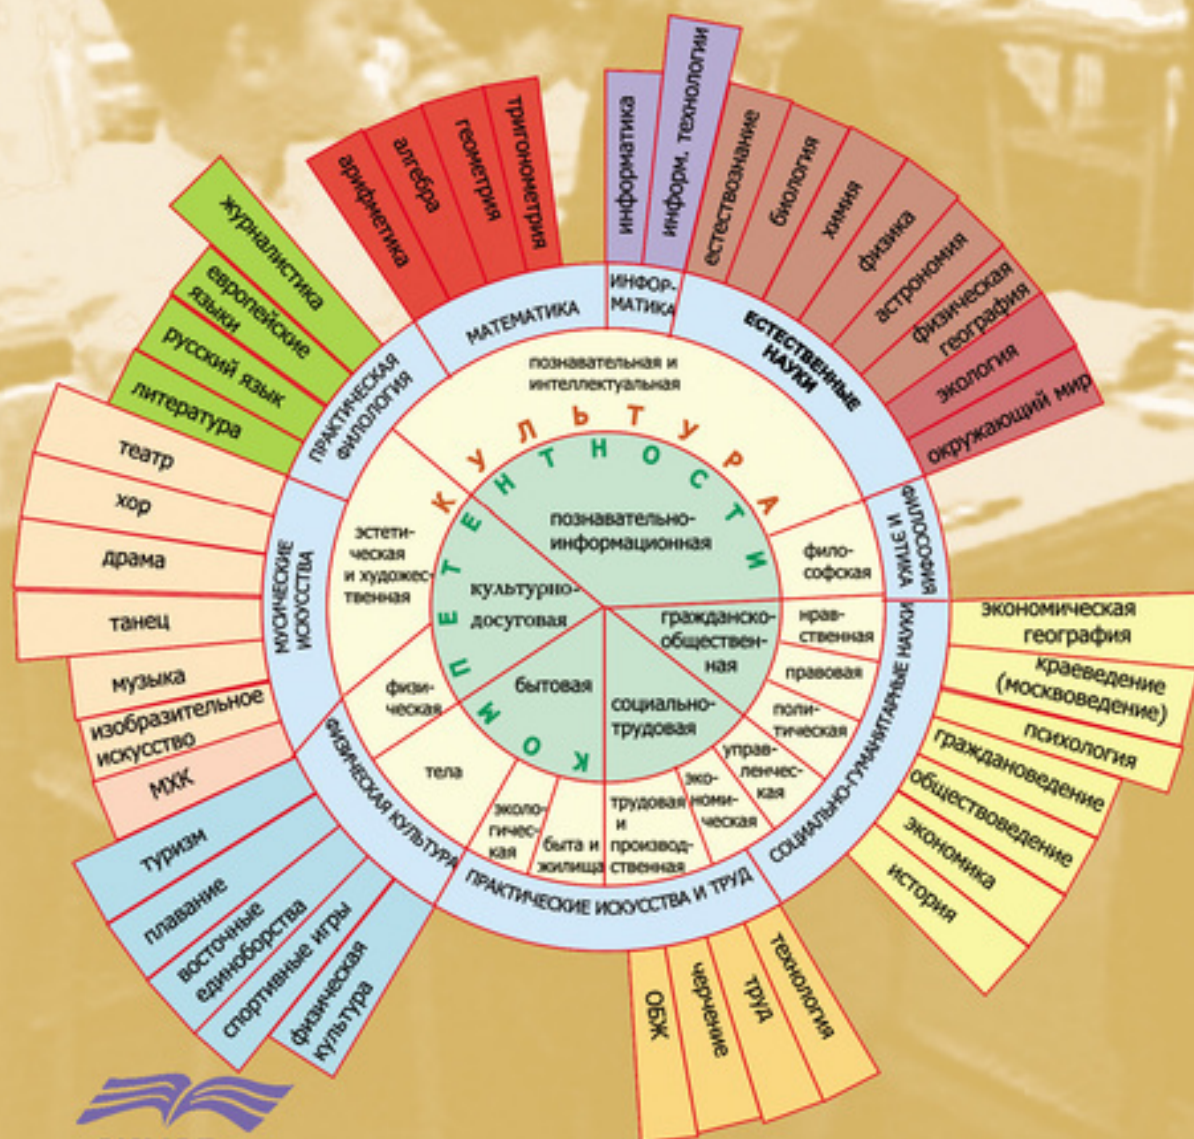 информатика
информ. технологии
естествознание
биология
химия
физика
астрономия
физическая
география
экология
окружающий мир
экономическая
география
краеведение
(москвоведение)
психология
граждановедение
обществоведение
экономика
история
технология
труд
черчение
ОБЖ
физическая
культура
спортивные игры
восточные
единоборства
плавание
туризм
МХК
изобразительное
искусство
музыка
танец
драма
хор
театр
литература
русский язык
европейские
языки
журналистика
арифметика
алгебра
геометрия
тригонометрия
МАТЕМАТИКА
ИНФОР-
МАТИКА
ЕСТЕСТВЕННЫЕ
НАУКИ
ФИЛОСОФИЯ
И ЭТИКА
СОЦИАЛЬНО-ГУМАНИТАРНЫЕ НАУКИ
ПРАКТИЧЕСКИЕ ИСКУССТВА И ТРУД
ФИЗИЧЕСКАЯ КУЛЬТУРА
МУСИЧЕСКИЕ
ИСКУССТВА
ПРАКТИЧЕСКАЯ
ФИЛОЛОГИЯ
познавательная и
интеллектуальная
фило-
софская
нрав-
ственная
правовая
поли-
тическая
управ-
ленчес-
кая
эко-
номи-
ческая
трудовая
и
производ-
ственная
быта и
жилища
эколо-
гичес-
кая
тела
физи-
ческая
эстети-
ческая
и художес-
твенная
КУЛЬТУРА
КОМПЕТЕНТНОСТИ
познавательно-
информационная
гражданско-
обществен-
ная
социально-
трудовая
бытовая
культурно-
досуговая